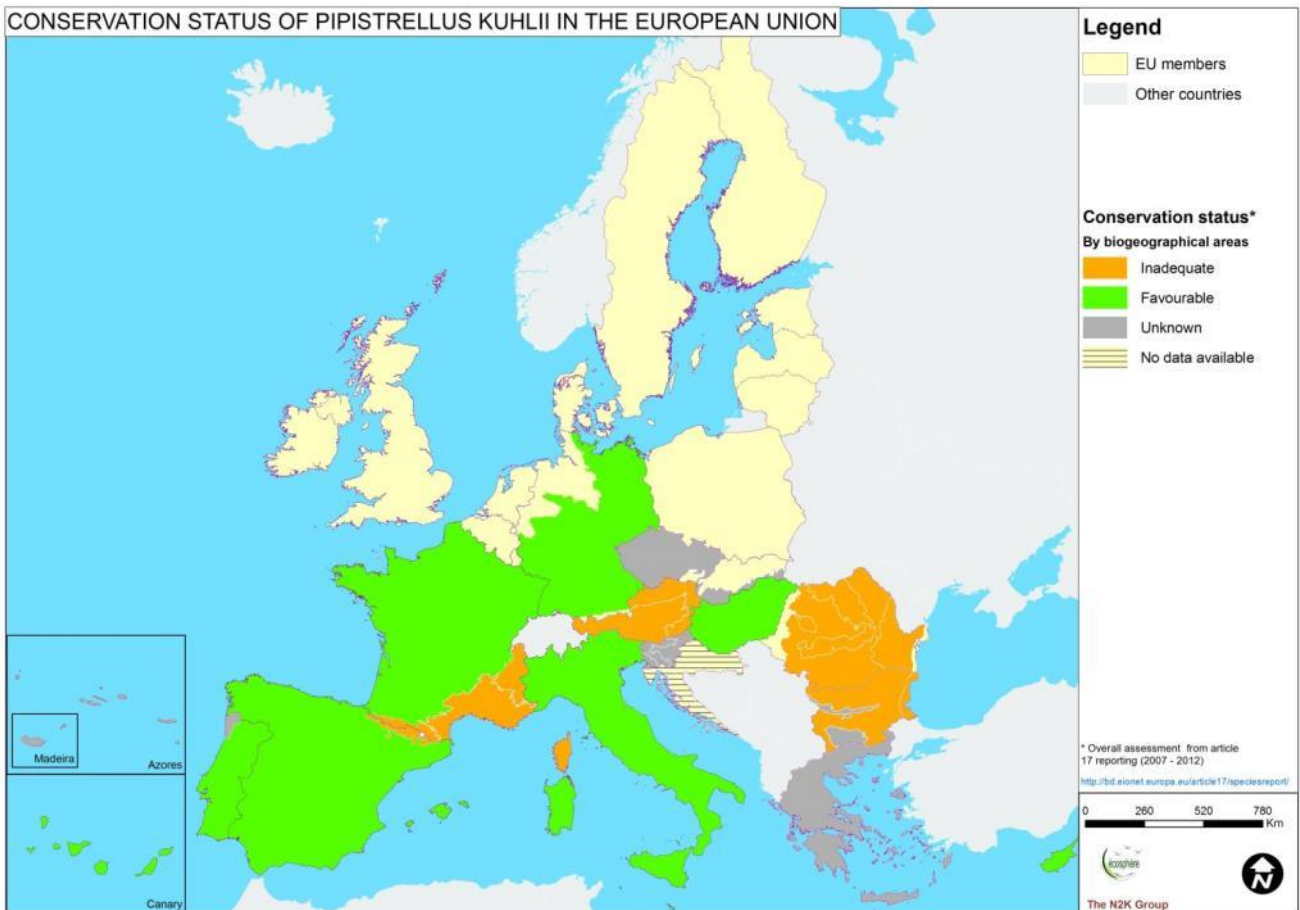 CONSERVATION STATUS OF PIPISTRELLUS KUHLII IN THE EUROPEAN UNION
Legend
EU members
Other countries
Conservation status*
By biogeographical areas
Inadequate
Favourable
Unknown
No data available
Madeira
Azores
Canary
* Overall assessment from article
17 reporting (2007 - 2012)
http://bd.eionet.europa.eu/article17/speciesreport/
0 260 520 780
Km
écosphère
N
The N2K Group